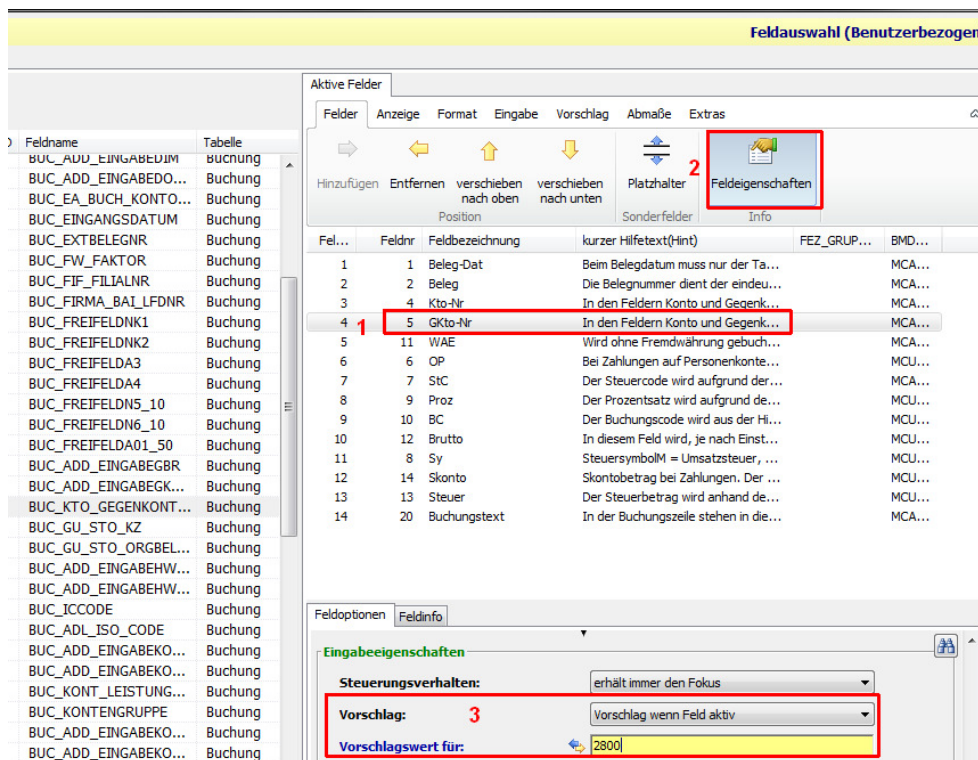 Feldauswahl (Benutzerbezogen
Aktive Felder
Felder Anzeige Format Eingabe Vorschlag Abmaße Extras
Hinzufügen Entfernen verschieben nach oben verschieben nach unten Platzhalter 2 Feldeigenschaften
Position Sonderfelder Info
Feldname Tabelle
BUC_ADD_EINGABEDIM Buchung
BUC_ADD_EINGABEDO... Buchung
BUC_EA_BUCH_KONTO... Buchung
BUC_EINGANGSDATUM Buchung
BUC_EXTBELEGNR Buchung
BUC_FW_FAKTOR Buchung
BUC_FIF_FILIALNR Buchung
BUC_FIRMA_BAI_LFDNR Buchung
BUC_FREIFELDNK1 Buchung
BUC_FREIFELDNK2 Buchung
BUC_FREIFELDA3 Buchung
BUC_FREIFELDA4 Buchung
BUC_FREIFELDN5_10 Buchung
BUC_FREIFELDN6_10 Buchung
BUC_FREIFELDA01_50 Buchung
BUC_ADD_EINGABEGBR Buchung
BUC_ADD_EINGABEGK... Buchung
BUC_KTO_GEGENKONT... Buchung
BUC_GU_STO_KZ Buchung
BUC_GU_STO_ORGBEL... Buchung
BUC_ADD_EINGABEHW... Buchung
BUC_ADD_EINGABEHW... Buchung
BUC_ICCODE Buchung
BUC_ADL_ISO_CODE Buchung
BUC_ADD_EINGABEKO... Buchung
BUC_ADD_EINGABEKO... Buchung
BUC_KONT_LEISTUNG... Buchung
BUC_KONTENGRUPPE Buchung
BUC_ADD_EINGABEKO... Buchung
BUC_ADD_EINGABEKO... Buchung
Fel... Feldnr Feldbezeichnung kurzer Hilfetext(Hint) FEZ_GRUP... BMD...
1 1 Beleg-Dat Beim Belegdatum muss nur der Ta... MCA...
2 2 Beleg Die Belegnummer dient der eindeu... MCA...
3 4 Kto-Nr In den Feldern Konto und Gegenk... MCA...
4 1 5 GKto-Nr In den Feldern Konto und Gegenk... MCA...
5 11 WAE Wird ohne Fremdwährung gebuch... MCA...
6 6 OP Bei Zahlungen auf Personenkonte... MCU...
7 7 StC Der Steuercode wird aufgrund der... MCA...
8 9 Proz Der Prozentsatz wird aufgrund de... MCU...
9 10 BC Der Buchungscode wird aus der Hi... MCU...
10 12 Brutto In diesem Feld wird, je nach Einst... MCU...
11 8 Sy SteuersymbolM = Umsatzsteuer, ... MCU...
12 14 Skonto Skontobetrag bei Zahlungen. Der ... MCU...
13 13 Steuer Der Steuerbetrag wird anhand de... MCU...
14 20 Buchungstext In der Buchungszeile stehen in die... MCA...
Feldoptionen Feldinfo
Eingabeeigenschaften
Steuerungsverhalten: erhält immer den Fokus
Vorschlag: 3 Vorschlag wenn Feld aktiv
Vorschlagswert für: 2800